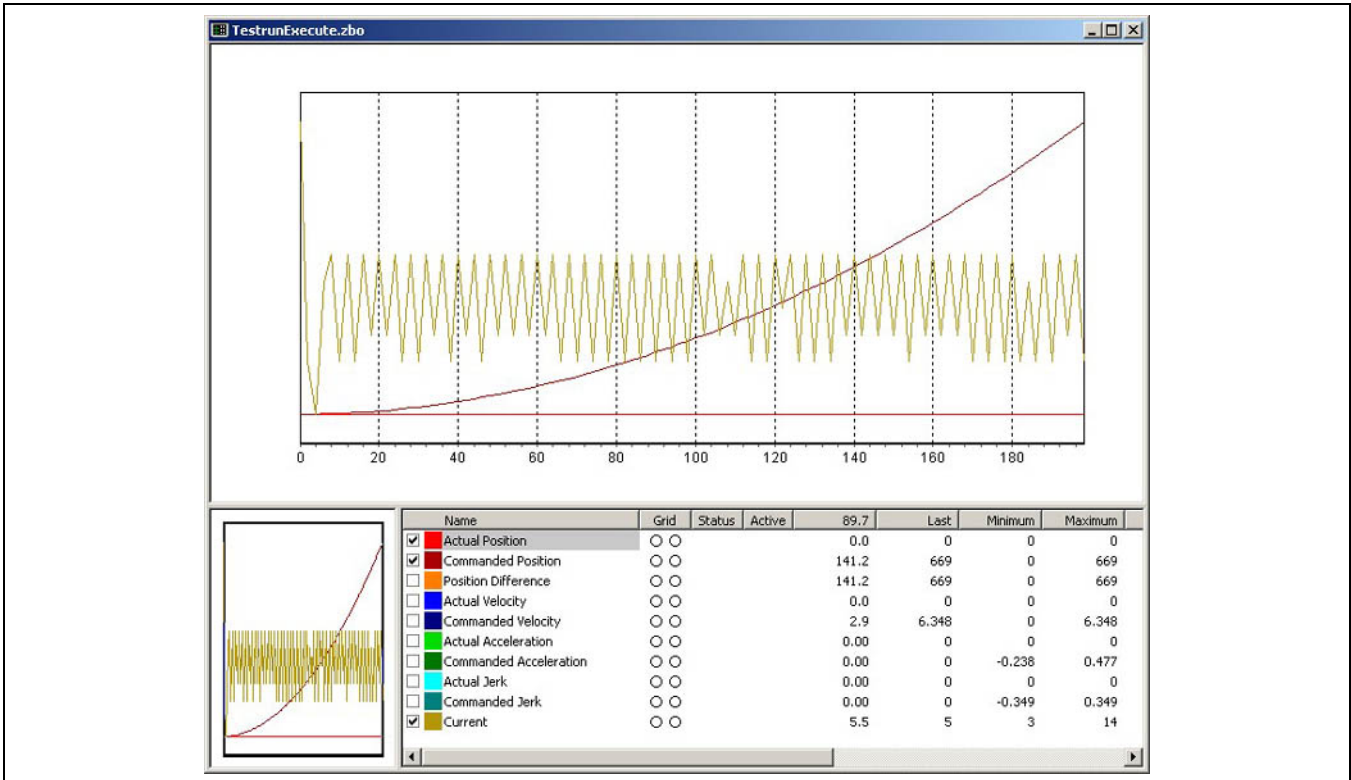 TestrunExecute.zbo
0 20 40 60 80 100 120 140 160 180
Name Grid Status Active 89.7 Last Minimum Maximum
Actual Position 0.0 0 0 0
Commanded Position 141.2 669 0 669
Position Difference 141.2 669 0 669
Actual Velocity 0.0 0 0 0
Commanded Velocity 2.9 6.348 0 6.348
Actual Acceleration 0.00 0 0 0
Commanded Acceleration 0.00 0 -0.238 0.477
Actual Jerk 0.00 0 0 0
Commanded Jerk 0.00 0 -0.349 0.349
Current 5.5 5 3 14